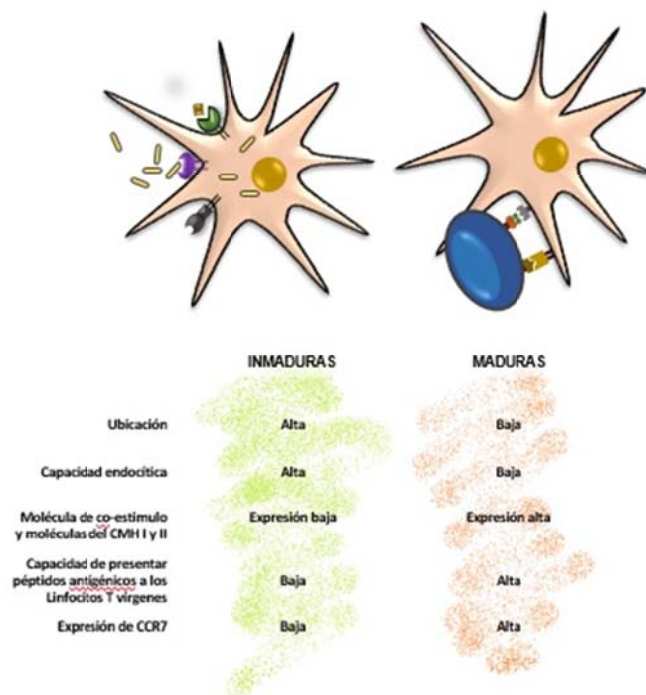 INMADURAS MADURAS
Ubicación Alta Baja
Capacidad endocítica Alta Baja
Molécula de co-estimulo
y moléculas del CMH I y II Expresión baja Expresión alta
Capacidad de presentar
péptidos antigénicos a los Baja Alta
Linfocitos T vírgenes
Expresión de CCR7 Baja Alta